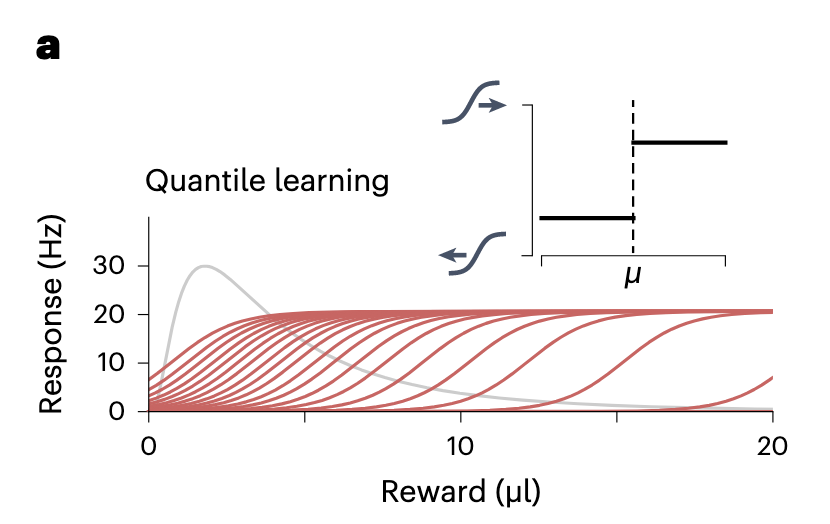 a
Quantile learning
μ
Response (Hz)
30
20
10
0
0
10
20
Reward (μl)